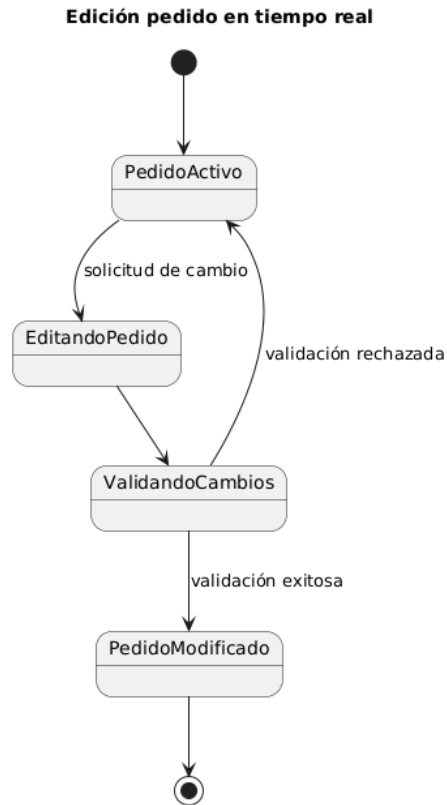 Edición pedido en tiempo real
PedidoActivo
solicitud de cambio
EditandoPedido
validación rechazada
ValidandoCambios
validación exitosa
PedidoModificado